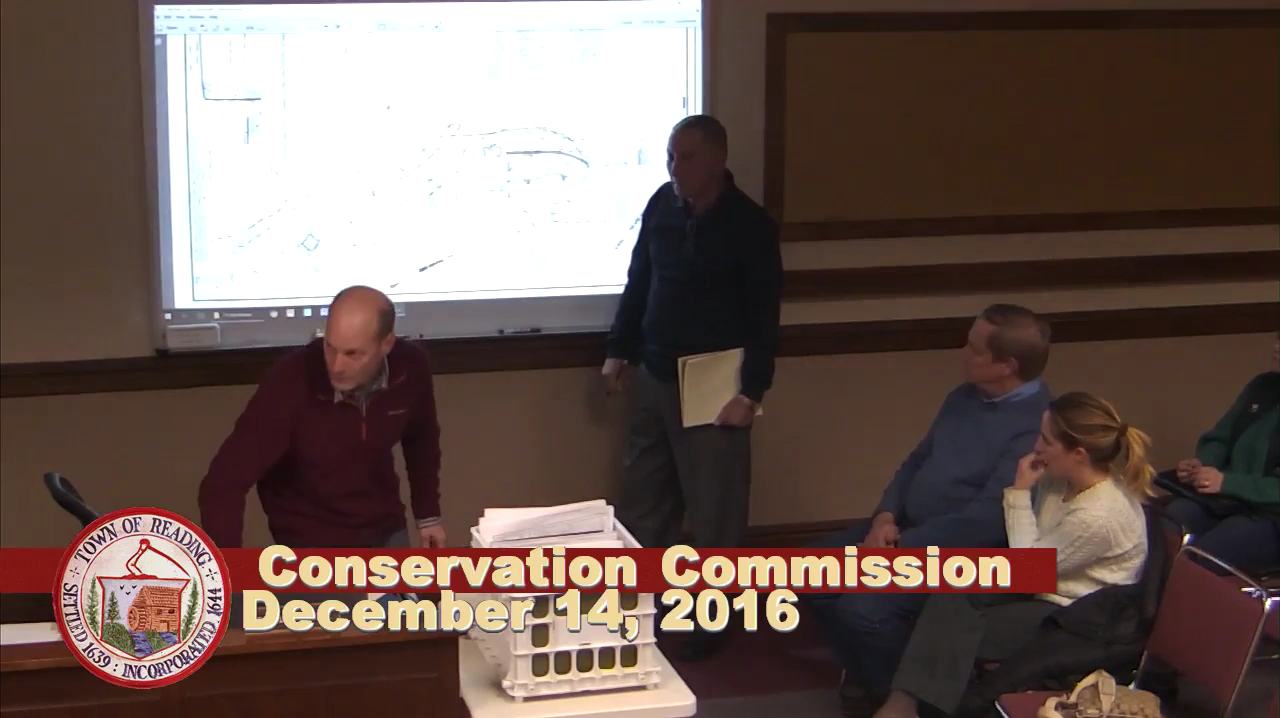 Conservation Commission
December 14, 2016
TOWN OF READING
SETTLED 1639 : INCORPORATED 1644